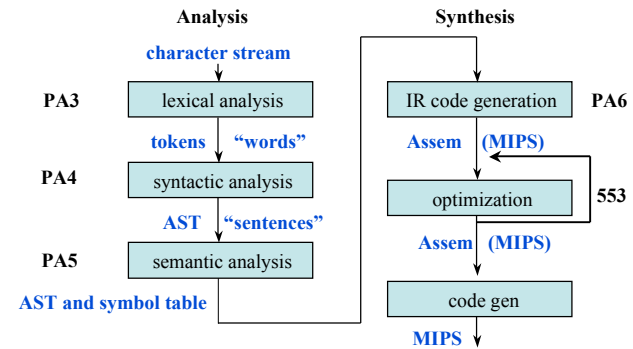 Analysis
character stream
PA3
lexical analysis
tokens “words”
PA4
syntactic analysis
AST “sentences”
PA5
semantic analysis
AST and symbol table
Synthesis
IR code generation
PA6
Assem (MIPS)
optimization
553
Assem (MIPS)
code gen
MIPS